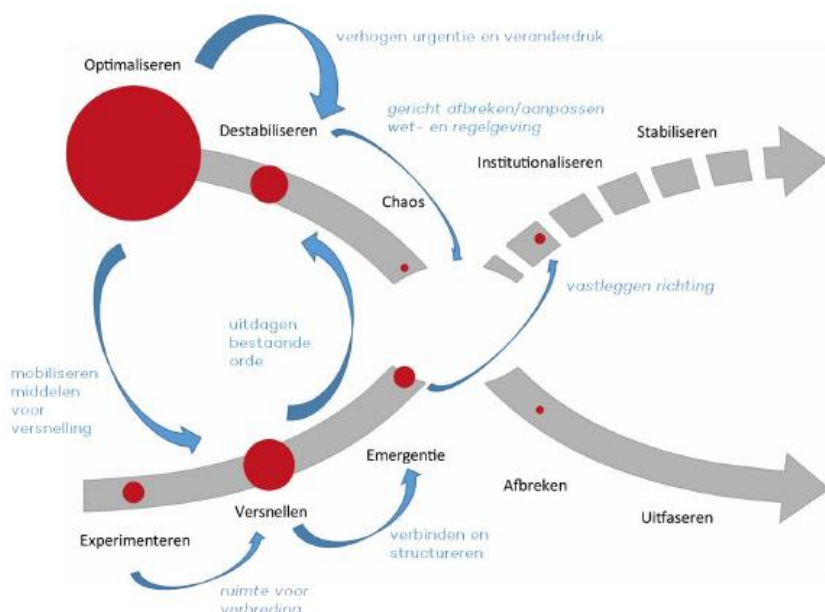 verhogen urgentie en veranderdruk
Optimaliseren
gericht afbreken/aanpassen
wet- en regelgeving
Destabiliseren
Stabiliseren
Institutionaliseren
Chaos
vastleggen richting
uitdagen
bestaande
orde
mobiliseren
middelen
voor
versnelling
Emergentie
Afbreken
Versnellen
Uitfaseren
Experimenteren
verbinden en
structureren
ruimte voor
verbreding